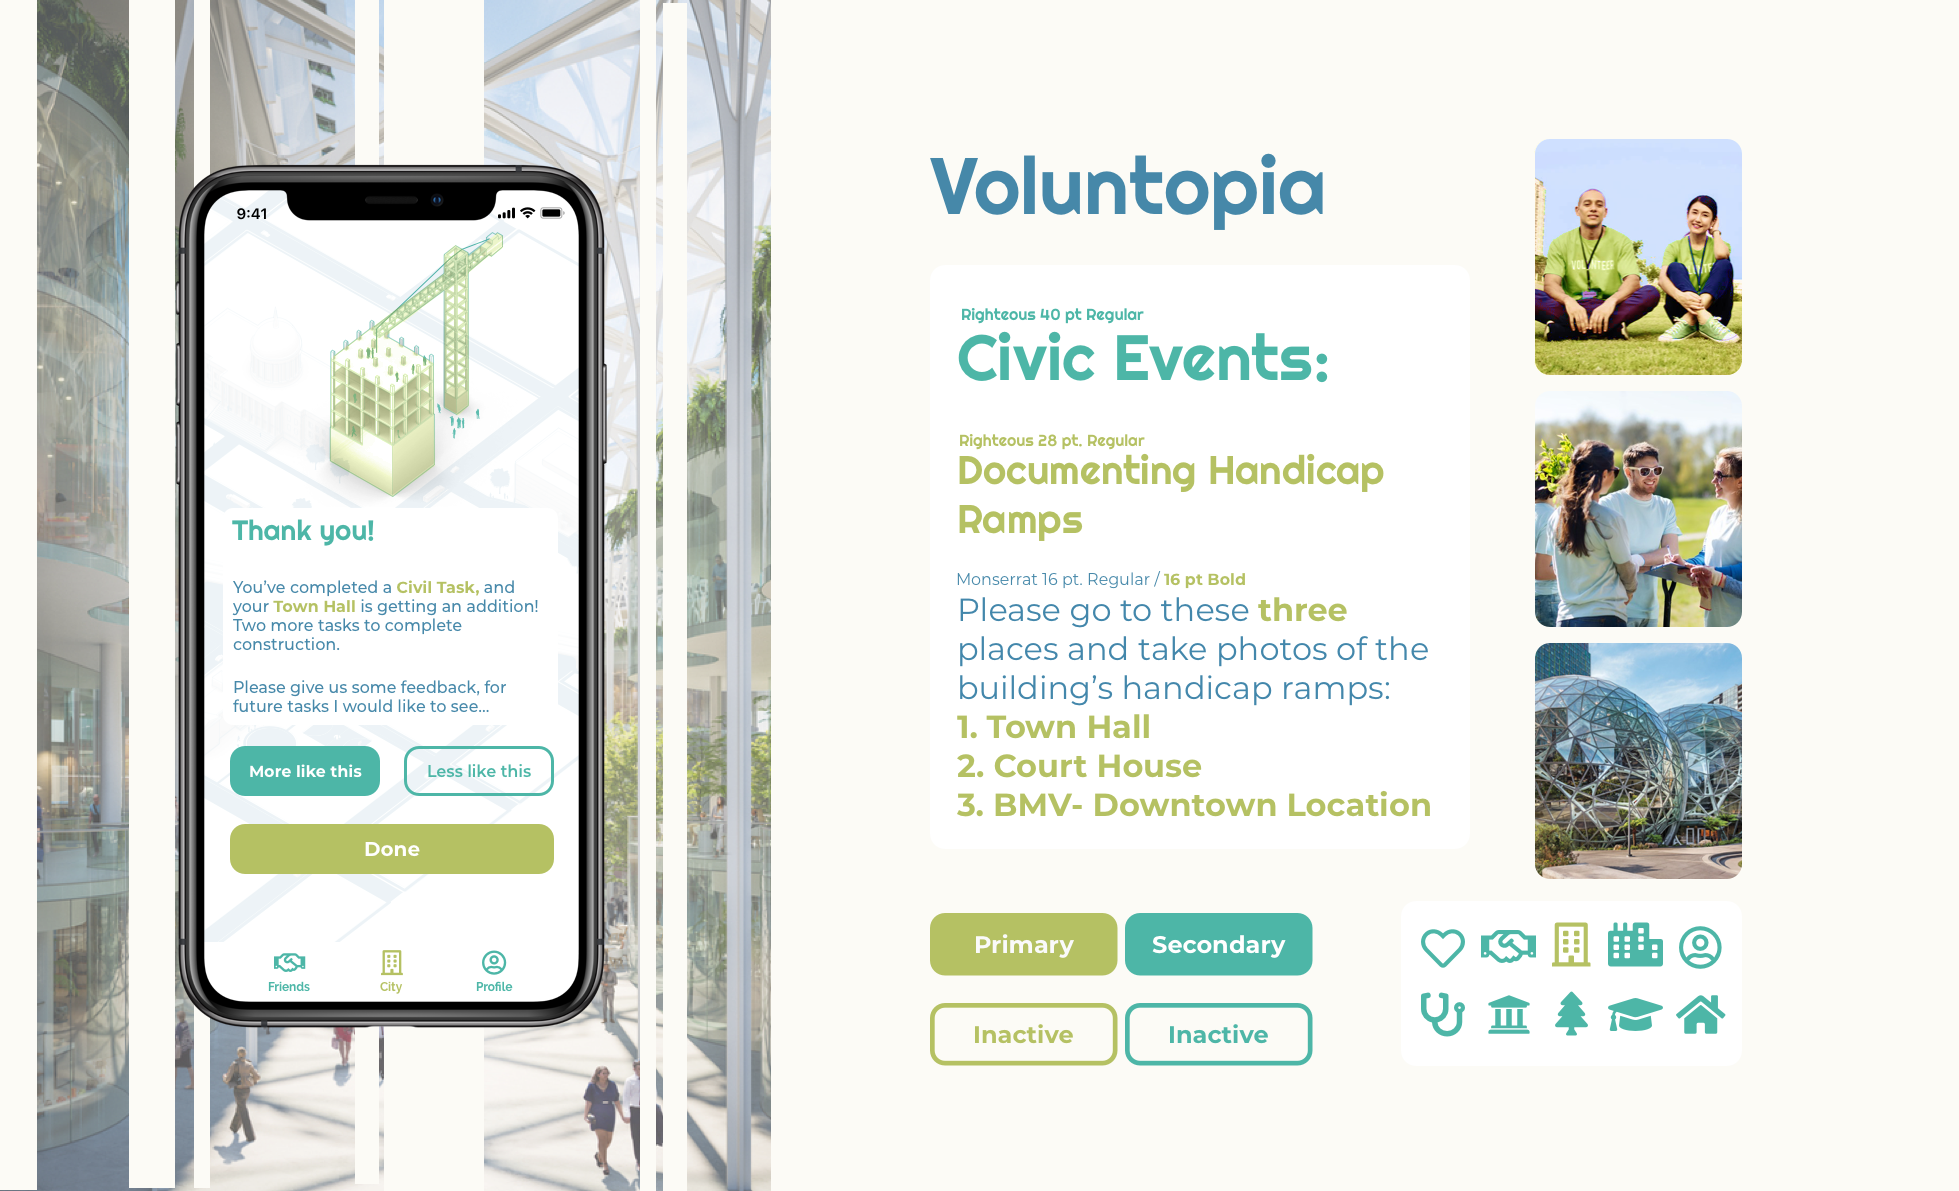 9:41
Thank you!
You've completed a Civil Task, and
your Town Hall is getting an addition!
Two more tasks to complete
construction.
Please give us some feedback, for
future tasks I would like to see...
More like this
Less like this
Done
Friends
City
Profile
Voluntopia
Righteous 40 pt Regular
Civic Events:
Righteous 28 pt. Regular
Documenting Handicap
Ramps
Monserrat 16 pt. Regular / 16 pt Bold
Please go to these three
places and take photos of the
building's handicap ramps:
1. Town Hall
2. Court House
3. BMV- Downtown Location
Primary
Secondary
Inactive
Inactive